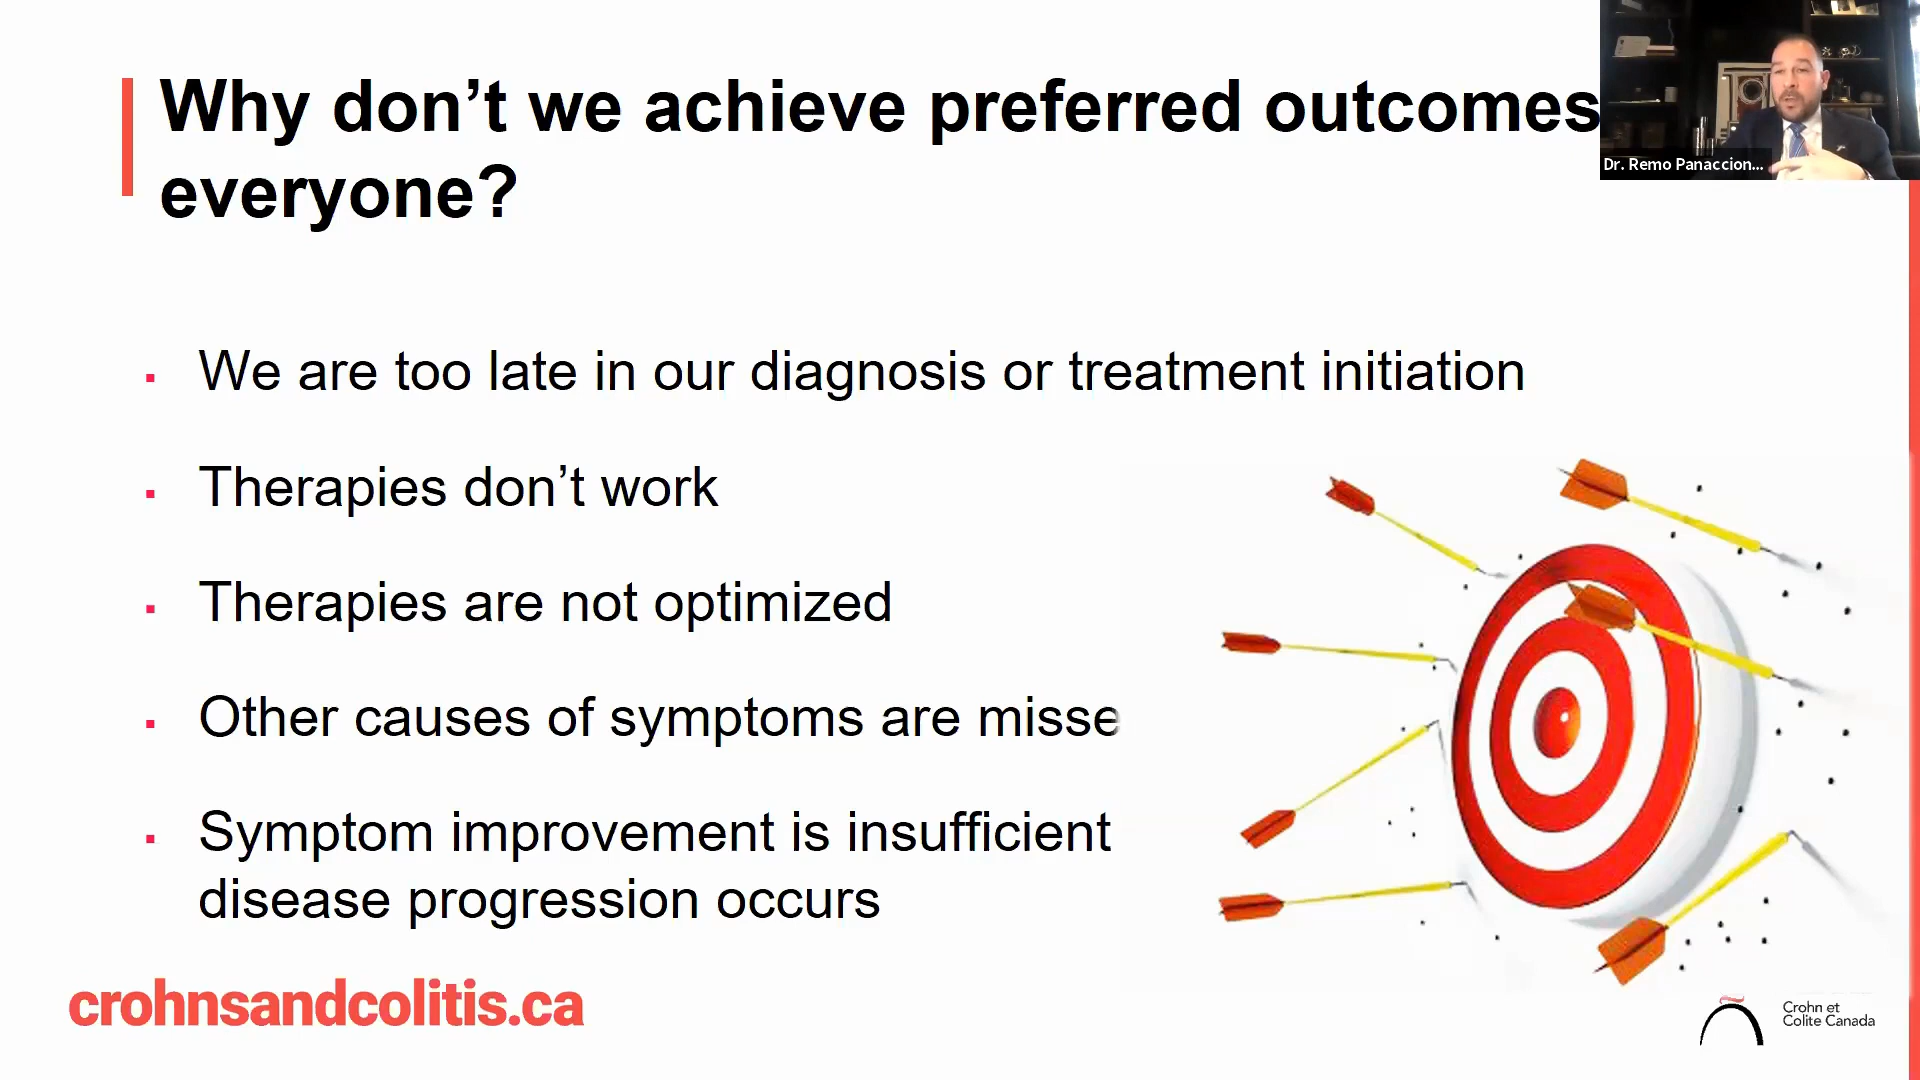 Why don’t we achieve preferred outcomes
everyone?
Dr. Remo Panaccion...
We are too late in our diagnosis or treatment initiation
Therapies don’t work
Therapies are not optimized
Other causes of symptoms are misse
Symptom improvement is insufficient
disease progression occurs
crohnsandcolitis.ca
Crohn et
Colite Canada